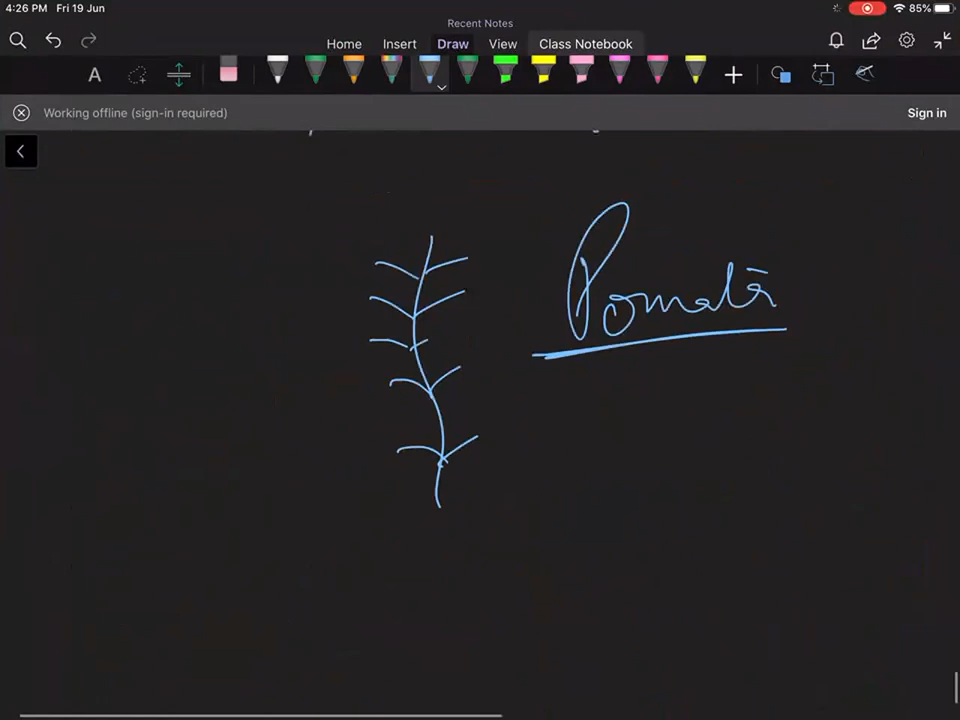 4:26 PM Fri 19 Jun
85%
Recent Notes
Home Insert Draw View Class Notebook
A
Working offline (sign-in required)
Sign in